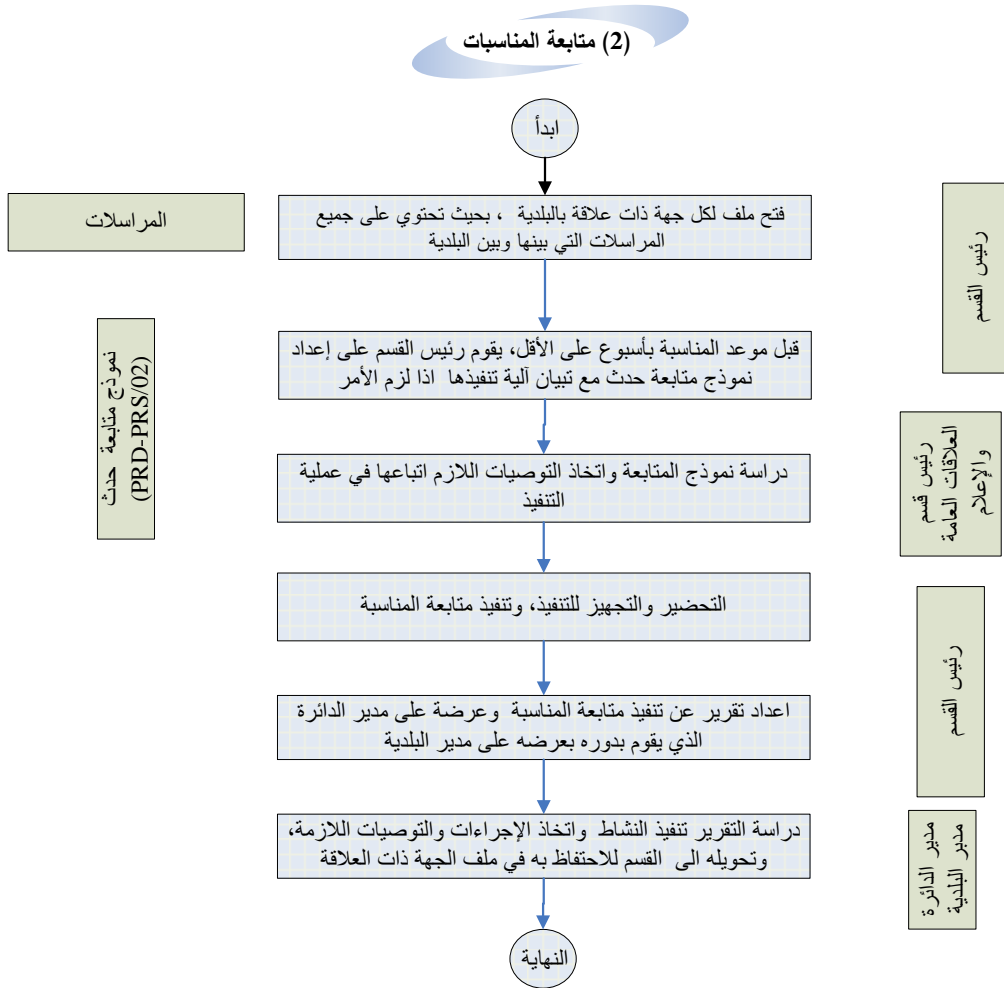 (2) متابعة المناسبات
ابدأ
المراسلات
فتح ملف لكل جهة ذات علاقة بالبلدية ، بحيث تحتوي على جميع
المراسلات التي بينها وبين البلدية
رئيس القسم
قبل موعد المناسبة بأسبوع على الأقل، يقوم رئيس القسم على إعداد
نموذج متابعة حدث مع تبيان آلية تنفيذها اذا لزم الأمر
نموذج متابعة حدث
(PRD-PRS/02)
دراسة نموذج المتابعة واتخاذ التوصيات اللازم اتباعها في عملية
التنفيذ
رئيس قسم
العلاقات العامة
والإعلام
التحضير والتجهيز للتنفيذ، وتنفيذ متابعة المناسبة
رئيس القسم
اعداد تقرير عن تنفيذ متابعة المناسبة وعرضة على مدير الدائرة
الذي يقوم بدوره بعرضه على مدير البلدية
دراسة التقرير تنفيذ النشاط واتخاذ الإجراءات والتوصيات اللازمة،
وتحويله الى القسم للاحتفاظ به في ملف الجهة ذات العلاقة
مدير الدائرة
مدير البلدية
النهاية